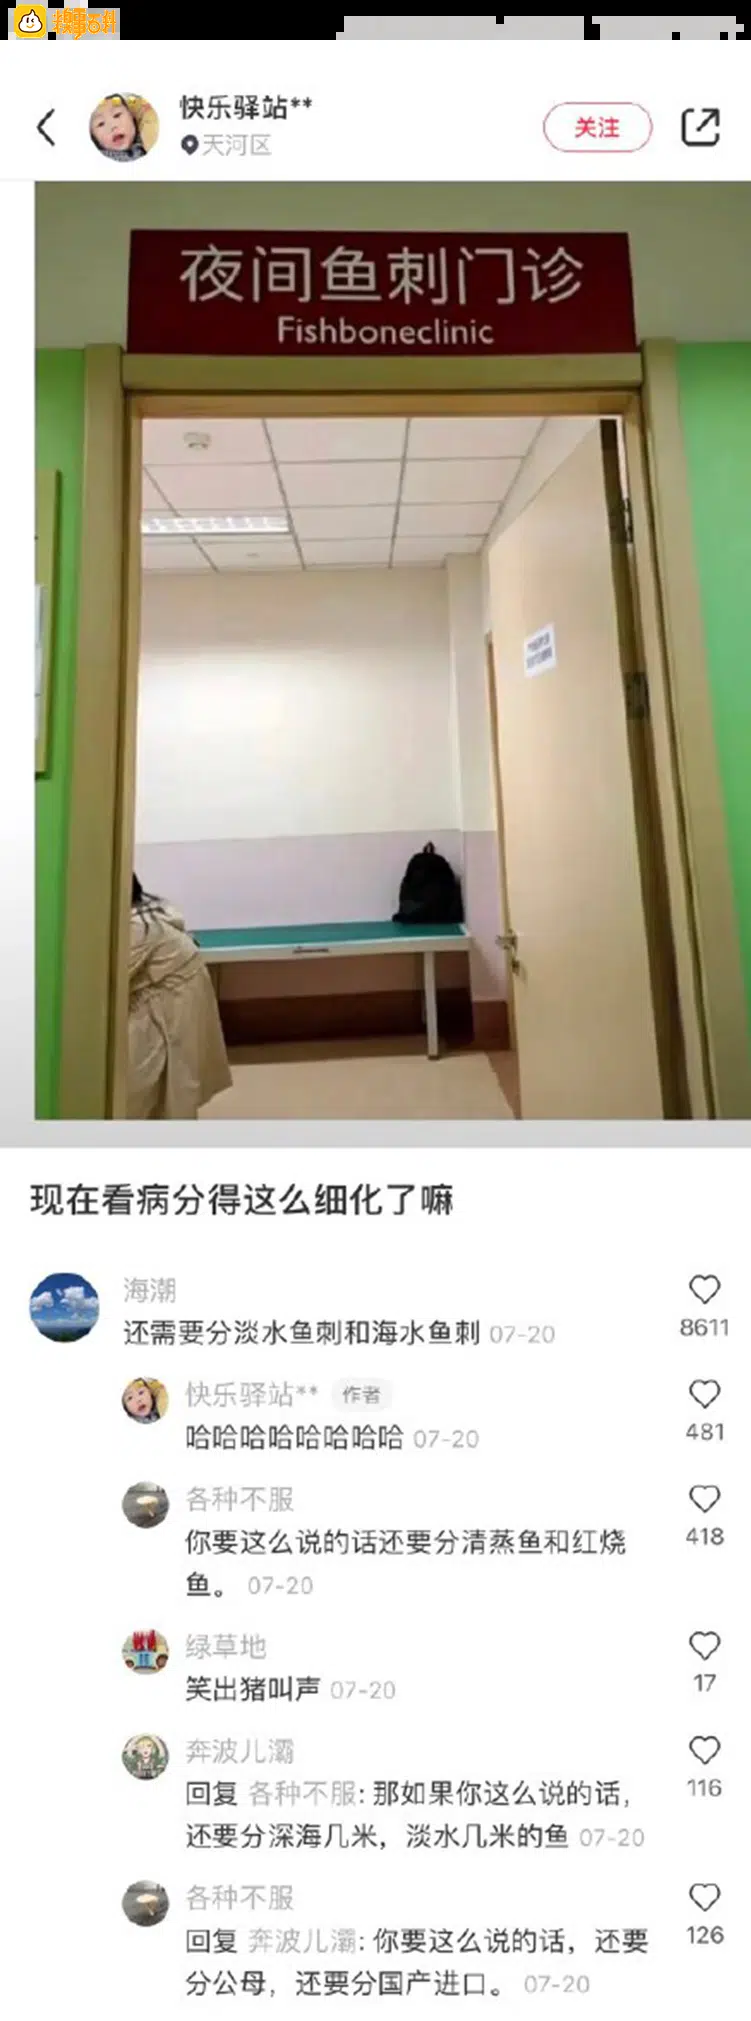 快乐驿站**
天河区
关注
夜间鱼刺门诊
Fishboneclinic
现在看病分得这么细化了嘛
海潮
还需要分淡水鱼刺和海水鱼刺 07-20
8611
快乐驿站** 作者
哈哈哈哈哈哈哈哈 07-20
481
各种不服
你要这么说的话还要分清蒸鱼和红烧
鱼。 07-20
418
绿草地
笑出猪叫声 07-20
17
奔波儿灞
回复 各种不服: 那如果你这么说的话，
还要分深海几米，淡水几米的鱼 07-20
116
各种不服
回复 奔波儿灞: 你要这么说的话，还要
分公母，还要分国产进口。 07-20
126